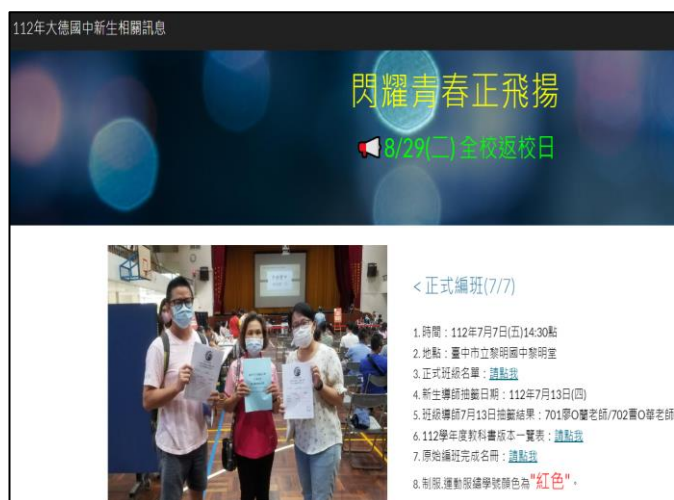 112年大德國中新生相關訊息
閃耀青春正飛揚
8/29(二) 全校返校日
<正式編班(7/7)
1.時間：112年7月7日(五)14:30點
2.地點：臺中市立黎明國中黎明堂
3.正式班級名單：請點我
4.新生導師抽籤日期：112年7月13日(四)
5.班級導師7月13日抽籤結果：701廖O蘭老師/702曹O華老師
6.112學年度教科書版本一覽表：請點我
7.原始編班完成名冊：請點我
8.制服,運動服繡學號顏色為"紅色"，